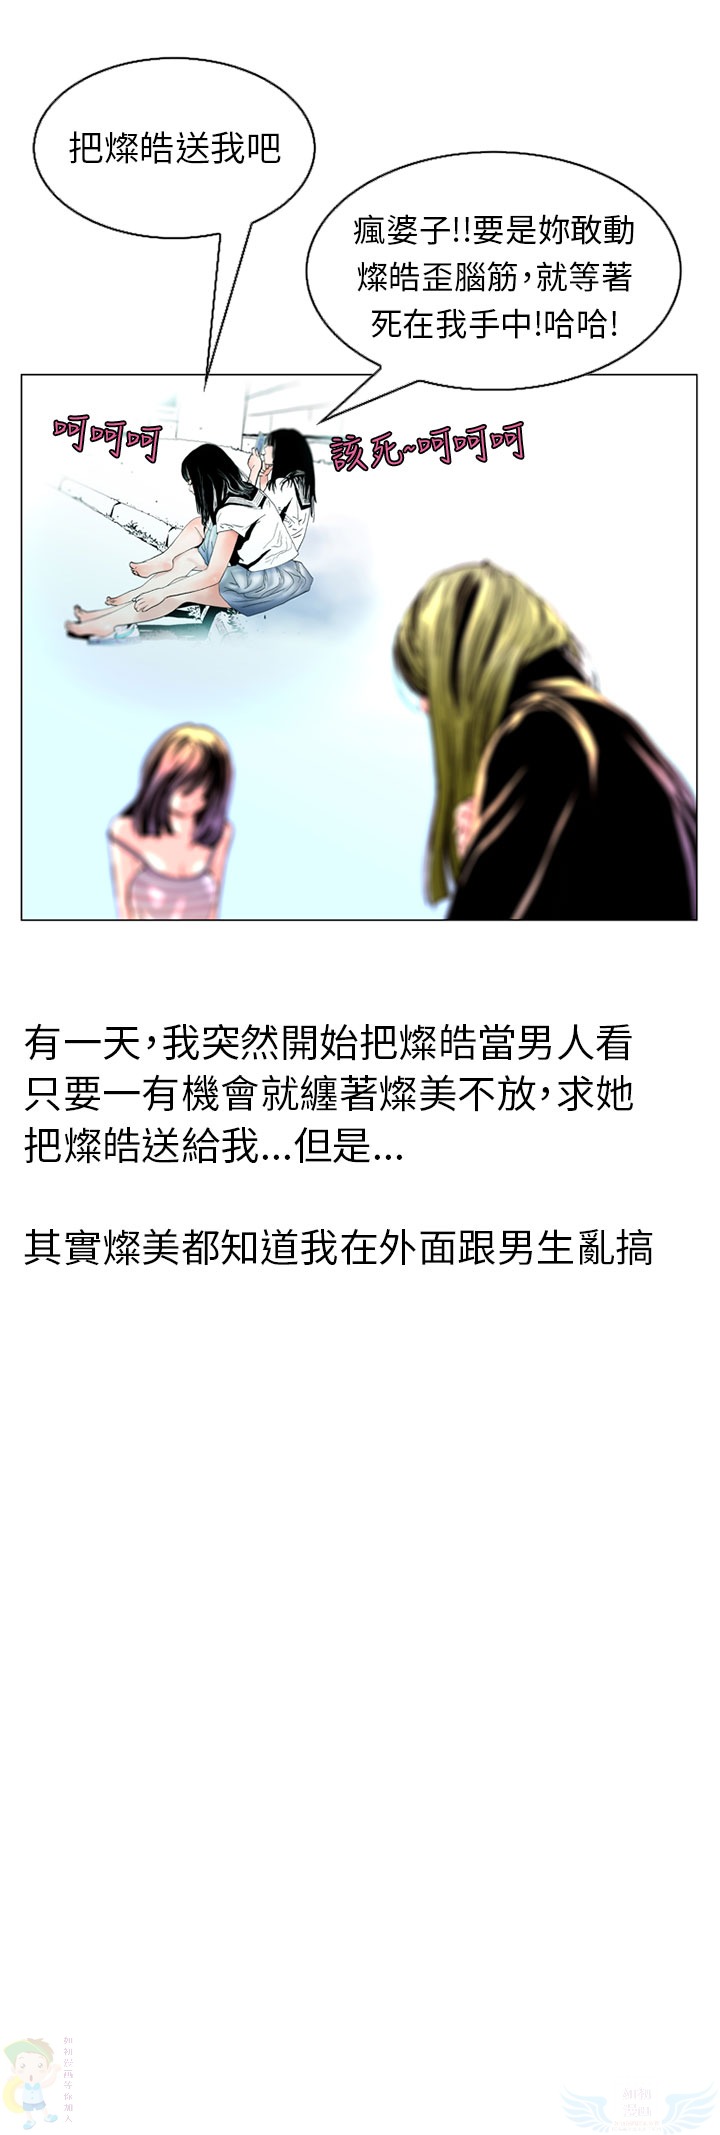 把燦皓送我吧
瘋婆子!!要是妳敢動
燦皓歪腦筋,就等著
死在我手中!哈哈!
呵呵呵
該死~呵呵呵
有一天,我突然開始把燦皓當男人看
只要一有機會就纏著燦美不放,求她
把燦皓送給我...但是...
其實燦美都知道我在外面跟男生亂搞